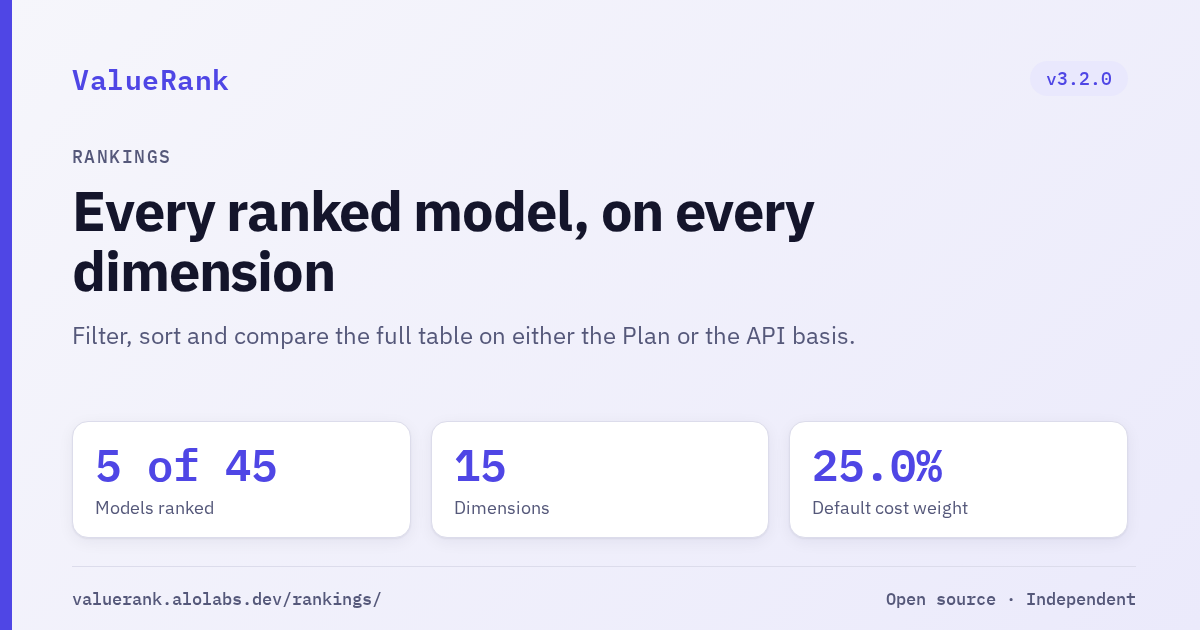 ValueRank
v3.2.0
RANKINGS
Every ranked model, on every
dimension
Filter, sort and compare the full table on either the Plan or the API basis.
5 of 45
Models ranked
15
Dimensions
25.0%
Default cost weight
valuerank.alolabs.dev/rankings/
Open source · Independent